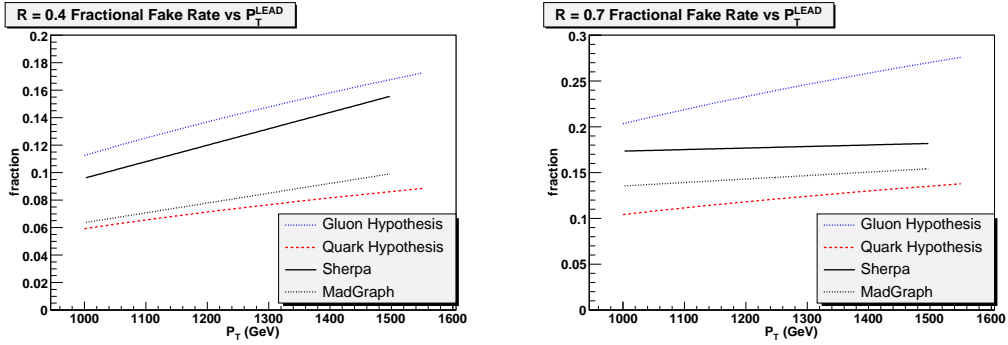 R = 0.4 Fractional Fake Rate vs P_T^LEAD
fraction
0.2
0.18
0.16
0.14
0.12
0.1
0.08
0.06
0.04
0.02
0
Gluon Hypothesis
Quark Hypothesis
Sherpa
MadGraph
1000 1100 1200 1300 1400 1500 1600
P_T (GeV)
R = 0.7 Fractional Fake Rate vs P_T^LEAD
fraction
0.3
0.25
0.2
0.15
0.1
0.05
0
Gluon Hypothesis
Quark Hypothesis
Sherpa
MadGraph
1000 1100 1200 1300 1400 1500 1600
P_T (GeV)